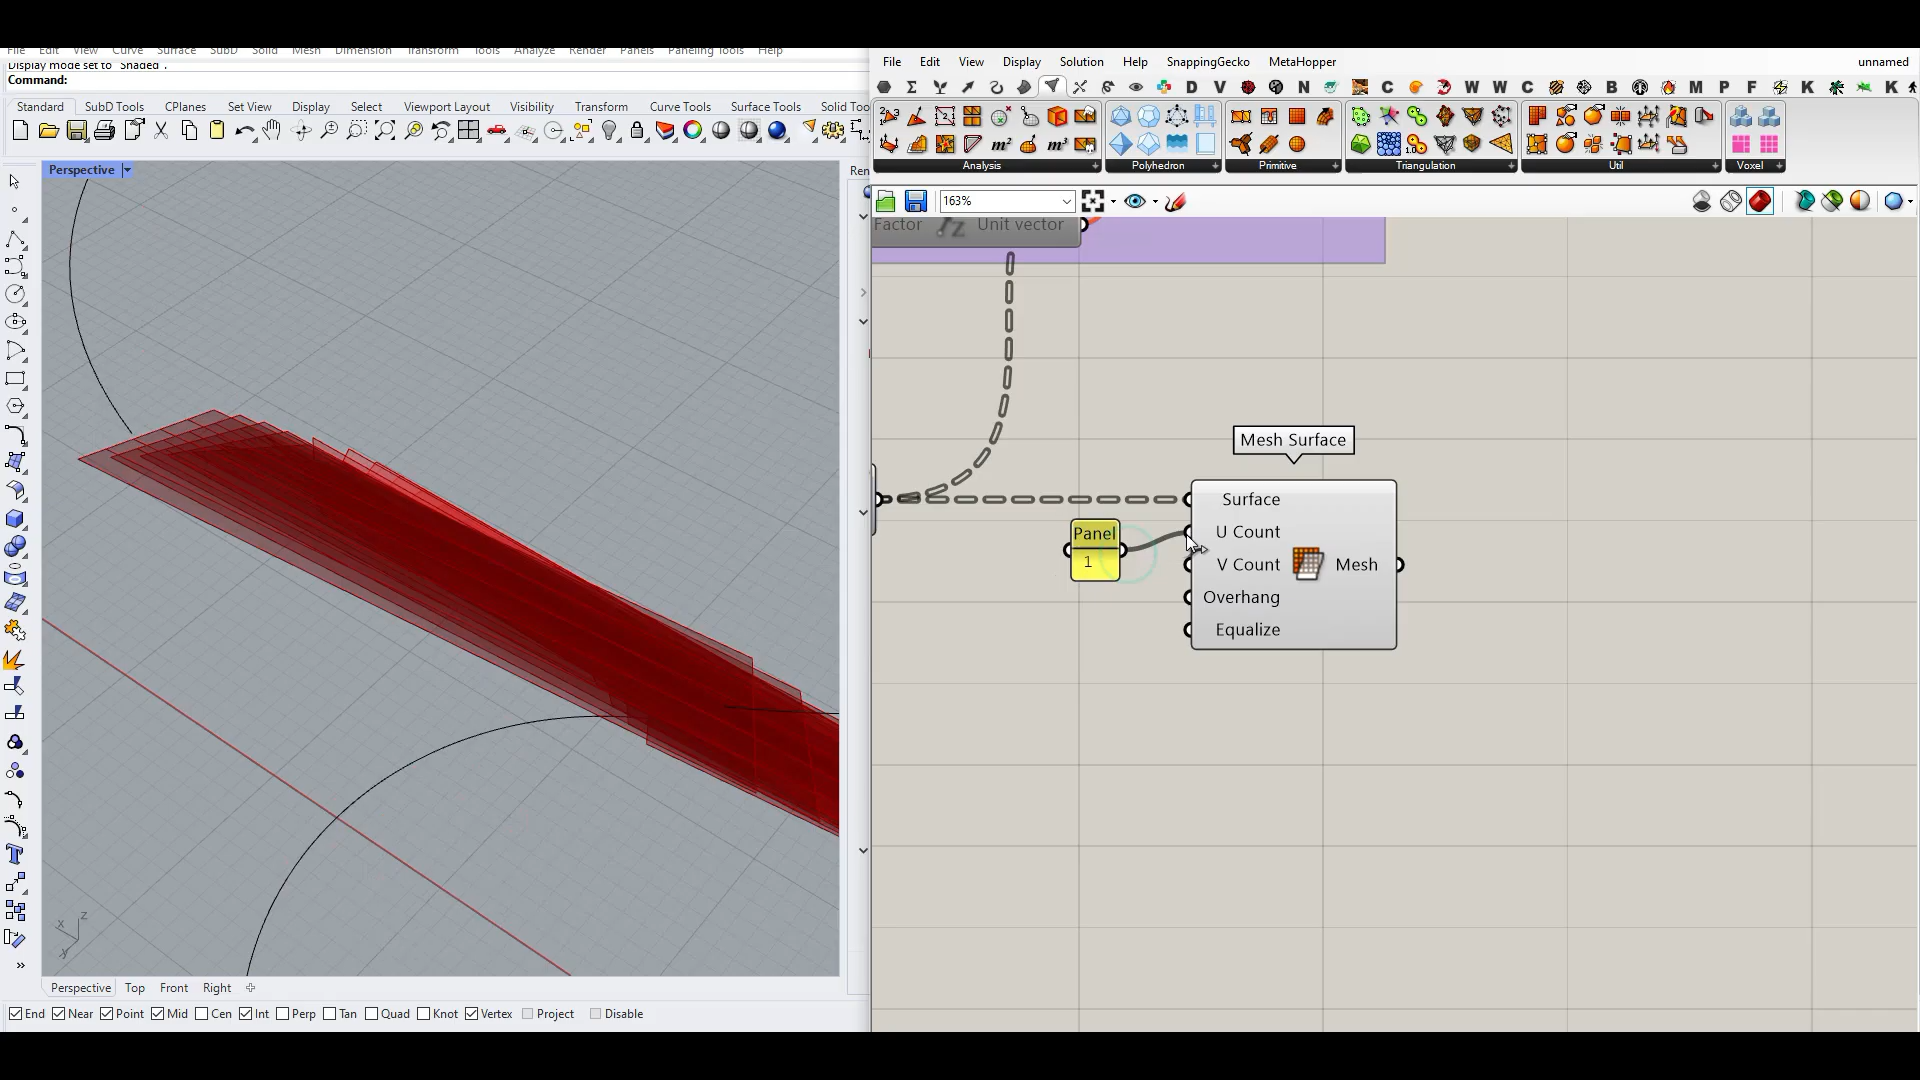 File Edit View Curve Surface SubD Solid Mesh Dimension Transform Tools Analyze Render Panels Paneling Tools Help
Display mode set to "Shaded".
Command:
Standard SubD Tools CPlanes Set View Display Select Viewport Layout Visibility Transform Curve Tools Surface Tools Solid Too
Perspective
Ren
x z y
Perspective Top Front Right
End Near Point Mid Cen Int Perp Tan Quad Knot Vertex Project Disable
File Edit View Display Solution Help SnappingGecko MetaHopper unnamed
D V N C W W C B M P F K K
Analysis Polyhedron Primitive Triangulation Util Voxel
163%
Factor Unit vector
Mesh Surface
Surface
Panel
1
U Count
V Count
Mesh
Overhang
Equalize